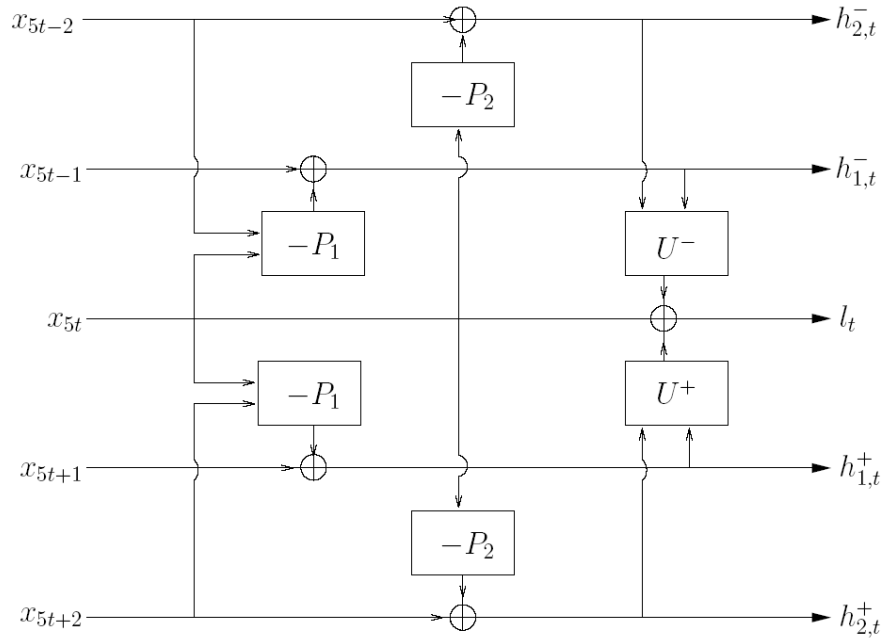 x_{5t-2} h^-_{2,t}
-P_2
x_{5t-1} h^-_{1,t}
-P_1 U^-
x_{5t} l_t
-P_1 U^+
x_{5t+1} h^+_{1,t}
-P_2
x_{5t+2} h^+_{2,t}